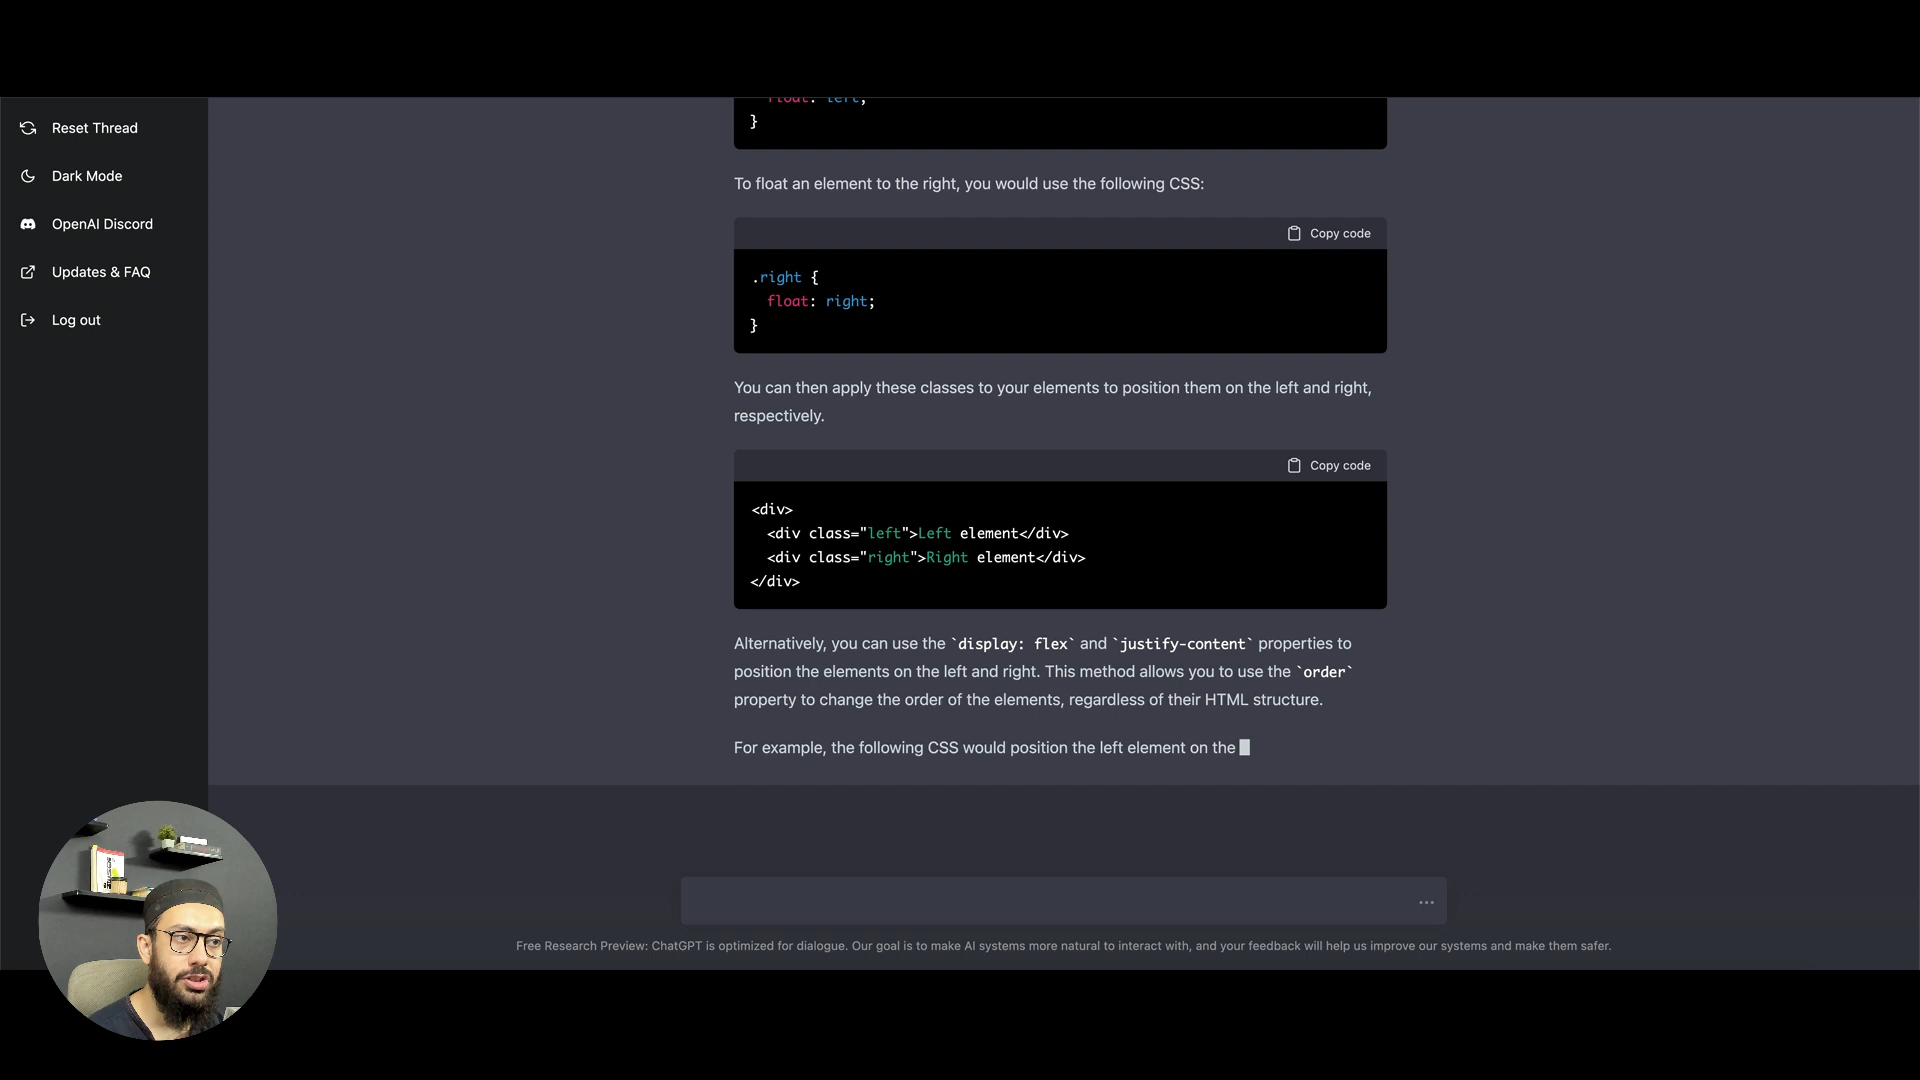 Reset Thread
Dark Mode
OpenAI Discord
Updates & FAQ
Log out
float: left;
}
To float an element to the right, you would use the following CSS:
Copy code
.right {
float: right;
}
You can then apply these classes to your elements to position them on the left and right,
respectively.
Copy code
<div>
<div class="left">Left element</div>
<div class="right">Right element</div>
</div>
Alternatively, you can use the `display: flex` and `justify-content` properties to
position the elements on the left and right. This method allows you to use the `order`
property to change the order of the elements, regardless of their HTML structure.
For example, the following CSS would position the left element on the
Free Research Preview: ChatGPT is optimized for dialogue. Our goal is to make AI systems more natural to interact with, and your feedback will help us improve our systems and make them safer.